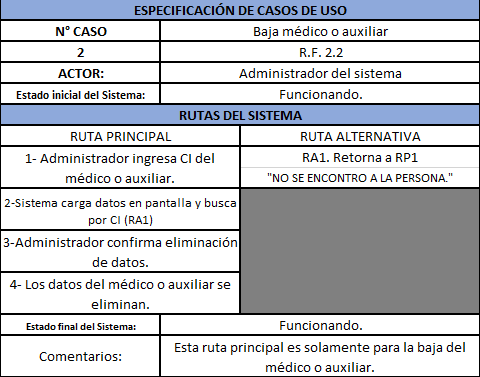 ESPECIFICACIÓN DE CASOS DE USO
N° CASO
Baja médico o auxiliar
2
R.F. 2.2
ACTOR:
Administrador del sistema
Estado inicial del Sistema:
Funcionando.
RUTAS DEL SISTEMA
RUTA PRINCIPAL
RUTA ALTERNATIVA
1- Administrador ingresa CI del
médico o auxiliar.
RA1. Retorna a RP1
"NO SE ENCONTRO A LA PERSONA."
2-Sistema carga datos en pantalla y busca
por CI (RA1)
3-Administrador confirma eliminación
de datos.
4- Los datos del médico o auxiliar se
eliminan.
Estado final del Sistema:
Funcionando.
Comentarios:
Esta ruta principal es solamente para la baja del
médico o auxiliar.